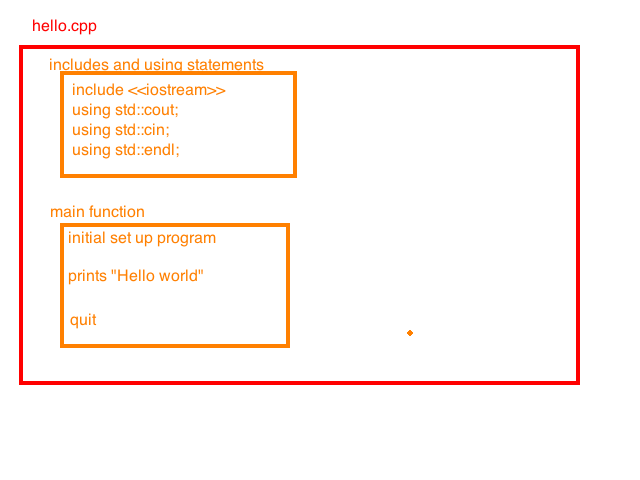 hello.cpp
includes and using statements
include <<iostream>>
using std::cout;
using std::cin;
using std::endl;
main function
initial set up program
prints "Hello world"
quit